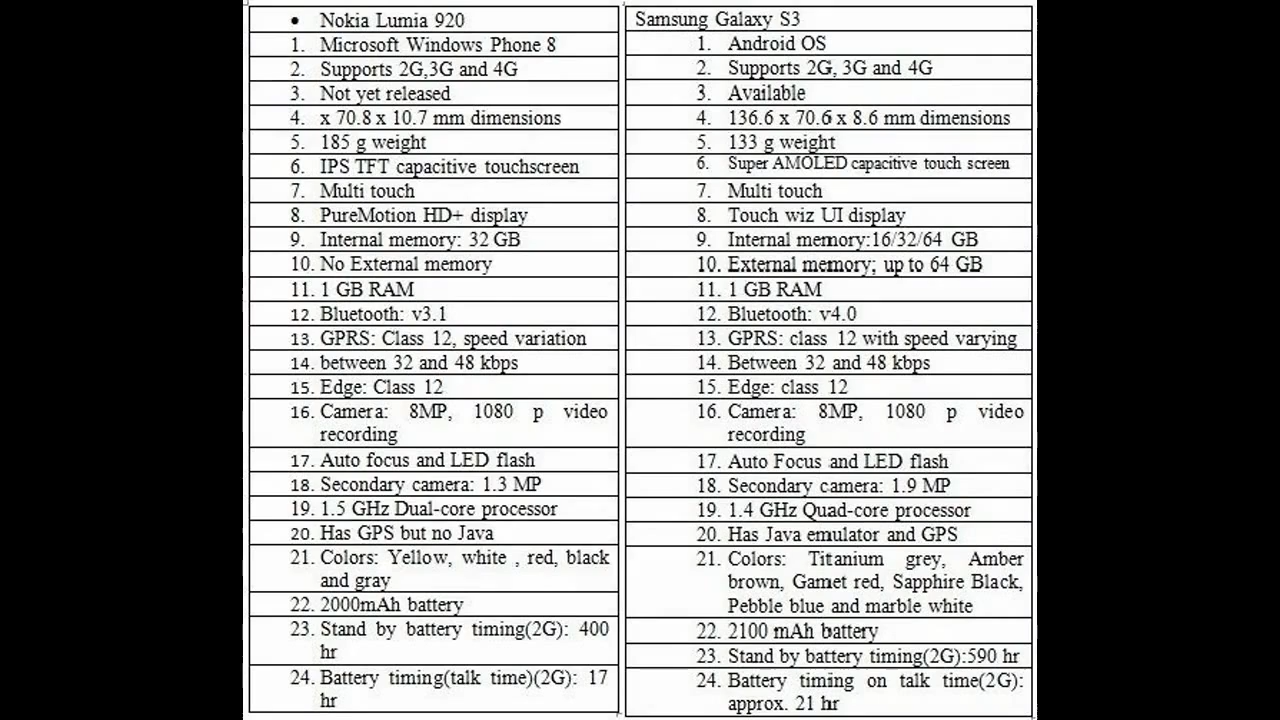 • Nokia Lumia 920
1. Microsoft Windows Phone 8
2. Supports 2G,3G and 4G
3. Not yet released
4. x 70.8 x 10.7 mm dimensions
5. 185 g weight
6. IPS TFT capacitive touchscreen
7. Multi touch
8. PureMotion HD+ display
9. Internal memory: 32 GB
10. No External memory
11. 1 GB RAM
12. Bluetooth: v3.1
13. GPRS: Class 12, speed variation
14. between 32 and 48 kbps
15. Edge: Class 12
16. Camera: 8MP, 1080 p video
recording
17. Auto focus and LED flash
18. Secondary camera: 1.3 MP
19. 1.5 GHz Dual-core processor
20. Has GPS but no Java
21. Colors: Yellow, white , red, black
and gray
22. 2000mAh battery
23. Stand by battery timing(2G): 400
hr
24. Battery timing(talk time)(2G): 17
hr
Samsung Galaxy S3
1. Android OS
2. Supports 2G, 3G and 4G
3. Available
4. 136.6 x 70.6 x 8.6 mm dimensions
5. 133 g weight
6. Super AMOLED capacitive touch screen
7. Multi touch
8. Touch wiz UI display
9. Internal memory:16/32/64 GB
10. External memory; up to 64 GB
11. 1 GB RAM
12. Bluetooth: v4.0
13. GPRS: class 12 with speed varying
14. Between 32 and 48 kbps
15. Edge: class 12
16. Camera: 8MP, 1080 p video
recording
17. Auto Focus and LED flash
18. Secondary camera: 1.9 MP
19. 1.4 GHz Quad-core processor
20. Has Java emulator and GPS
21. Colors: Titanium grey, Amber
brown, Gamet red, Sapphire Black,
Pebble blue and marble white
22. 2100 mAh battery
23. Stand by battery timing(2G):590 hr
24. Battery timing on talk time(2G):
approx. 21 hr